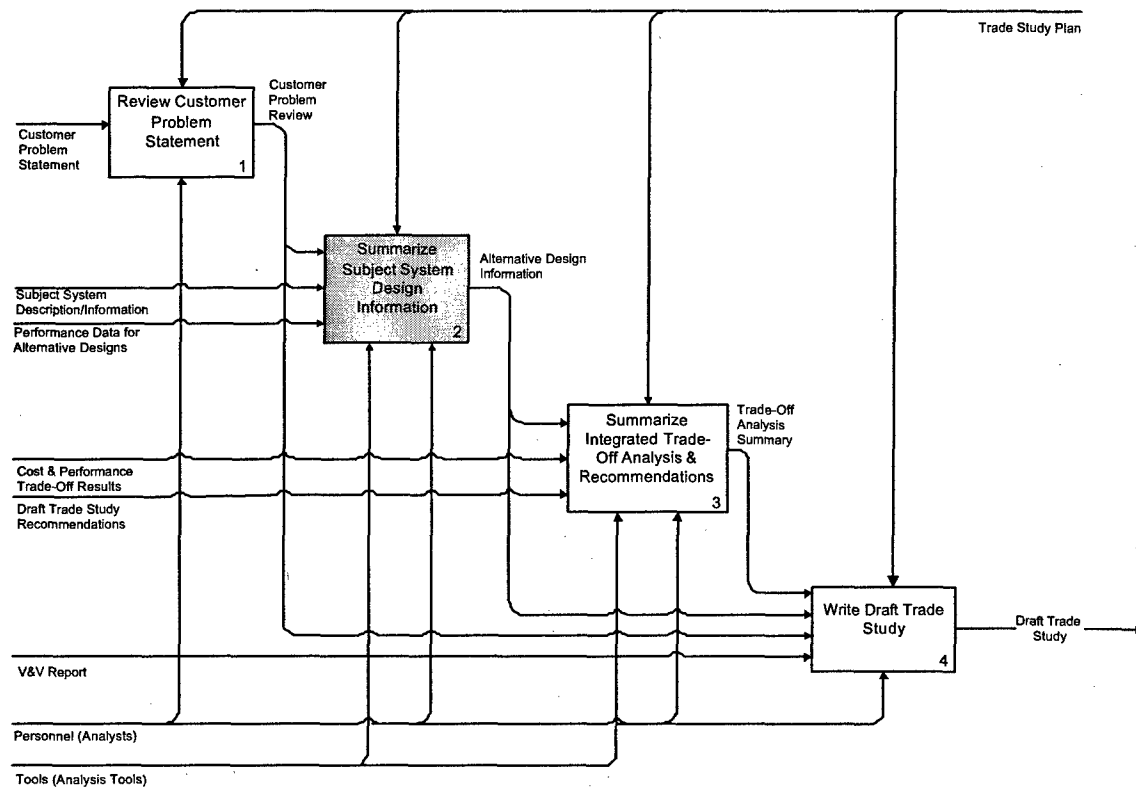 Trade Study Plan
Review Customer
Problem
Statement
1
Customer
Problem
Review
Customer
Problem
Statement
Summarize
Subject System
Design
Information
2
Alternative Design
Information
Subject System
Description/Information
Performance Data for
Alternative Designs
Summarize
Integrated Trade-
Off Analysis &
Recommendations
3
Trade-Off
Analysis
Summary
Cost & Performance
Trade-Off Results
Draft Trade Study
Recommendations
Write Draft Trade
Study
4
Draft Trade
Study
V&V Report
Personnel (Analysts)
Tools (Analysis Tools)